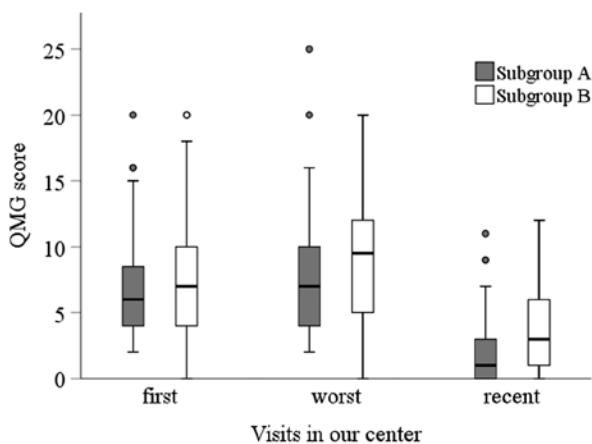 25
20
15
10
5
0
QMG score
Subgroup A
Subgroup B
first
worst
recent
Visits in our center